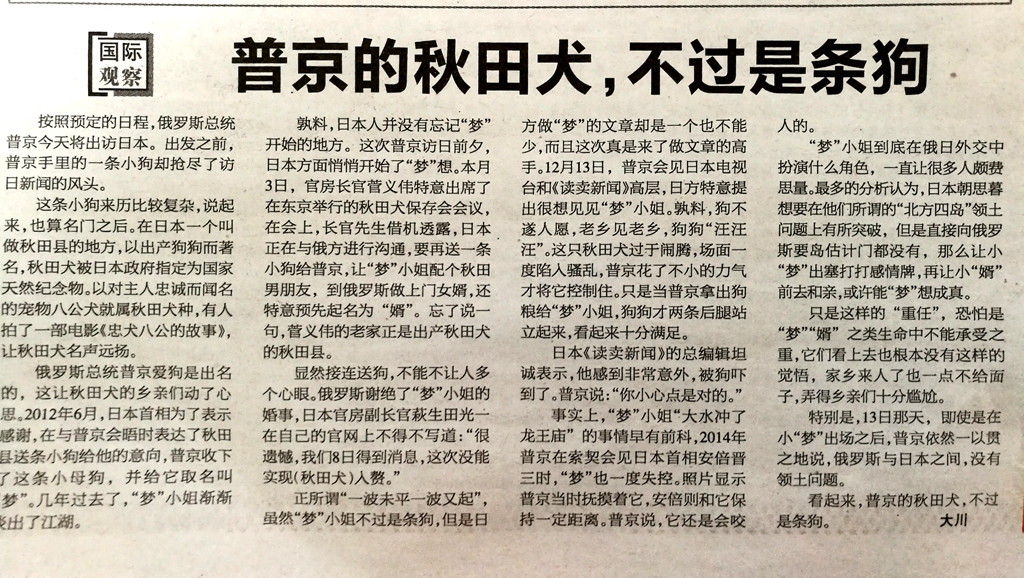 国际
观察
普京的秋田犬，不过是条狗
按照预定的日程，俄罗斯总统
普京今天将出访日本。出发之前，
普京手里的一条小狗却抢尽了访
日新闻的风头。
这条小狗来历比较复杂，说起
来，也算名门之后。在日本一个叫
做秋田县的地方，以出产狗狗而著
名，秋田犬被日本政府指定为国家
天然纪念物。以对主人忠诚而闻名
的宠物八公犬就属秋田犬种，有人
拍了一部电影《忠犬八公的故事》，
让秋田犬名声远扬。
俄罗斯总统普京爱狗是出名
的，这让秋田犬的乡亲们动了心
思。2012年6月，日本首相为了表示
感谢，在与普京会晤时表达了秋田
县送条小狗给他的意向，普京收下
了这条小母狗，并给它取名叫
梦”。几年过去了，“梦”小姐渐渐
淡出了江湖。
孰料，日本人并没有忘记“梦”
开始的地方。这次普京访日前夕，
日本方面悄悄开始了“梦”想。本月
3日，官房长官菅义伟特意出席了
在东京举行的秋田犬保存会会议，
在会上，长官先生借机透露，日本
正在与俄方进行沟通，要再送一条
小狗给普京，让“梦”小姐配个秋田
男朋友，到俄罗斯做上门女婿，还
特意预先起名为“婿”。忘了说一
句，菅义伟的老家正是出产秋田犬
的秋田县。
显然接连送狗，不能不让人多
个心眼。俄罗斯谢绝了“梦”小姐的
婚事，日本官房副长官萩生田光一
在自己的官网上不得不写道：“很
遗憾，我们8日得到消息，这次没能
实现（秋田犬）入赘。”
正所谓“一波未平一波又起”，
虽然“梦”小姐不过是条狗，但是日
方做“梦”的文章却是一个也不能
少，而且这次真是来了做文章的高
手。12月13日，普京会见日本电视
台和《读卖新闻》高层，日方特意提
出很想见见“梦”小姐。孰料，狗不
遂人愿，老乡见老乡，狗狗“汪汪
汪”。这只秋田犬过于闹腾，场面一
度陷入骚乱，普京花了不小的力气
才将它控制住。只是当普京拿出狗
粮给“梦”小姐，狗狗才两条后腿站
立起来，看起来十分满足。
日本《读卖新闻》的总编辑坦
诚表示，他感到非常意外，被狗吓
到了。普京说：“你小心点是对的。”
事实上，“梦”小姐“大水冲了
龙王庙”的事情早有前科，2014年
普京在索契会见日本首相安倍晋
三时，“梦”也一度失控。照片显示
普京当时抚摸着它，安倍则和它保
持一定距离。普京说，它还是会咬
人的。
“梦”小姐到底在俄日外交中
扮演什么角色，一直让很多人颇费
思量。最多的分析认为，日本朝思暮
想要在他们所谓的“北方四岛”领土
问题上有所突破，但是直接向俄罗
斯要岛估计门都没有，那么让小
“梦”出塞打打感情牌，再让小“婿”
前去和亲，或许能“梦”想成真。
只是这样的“重任”，恐怕是
“梦”“婿”之类生命中不能承受之
重，它们看上去也根本没有这样的
觉悟，家乡来人了也一点不给面
子，弄得乡亲们十分尴尬。
特别是，13日那天，即使是在
小“梦”出场之后，普京依然一以贯
之地说，俄罗斯与日本之间，没有
领土问题。
看起来，普京的秋田犬，不过
是条狗。 大川